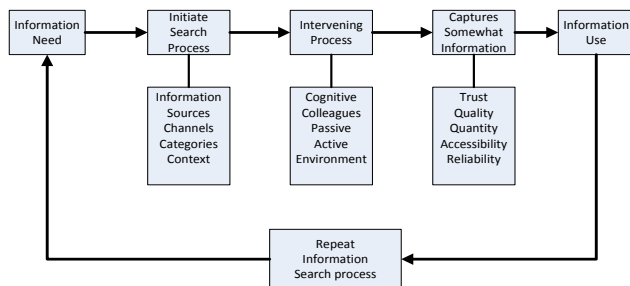 Information
Need
Initiate
Search
Process
Intervening
Process
Captures
Somewhat
Information
Information
Use
Information
Sources
Channels
Categories
Context
Cognitive
Colleagues
Passive
Active
Environment
Trust
Quality
Quantity
Accessibility
Reliability
Repeat
Information
Search process